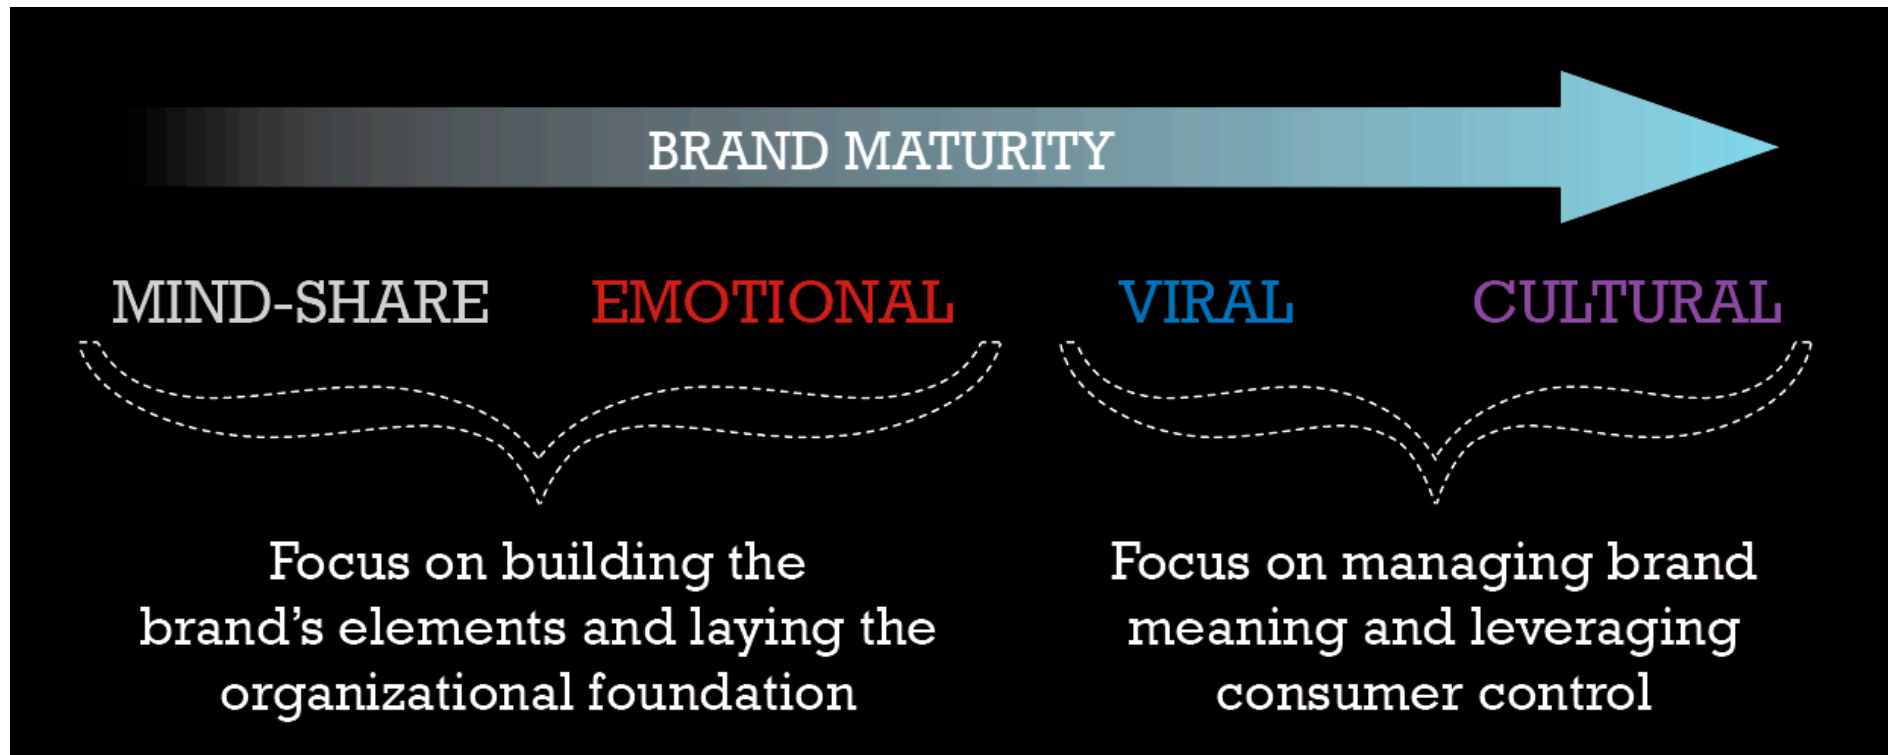 BRAND MATURITY
MIND-SHARE EMOTIONAL VIRAL CULTURAL
Focus on building the
brand’s elements and laying the
organizational foundation
Focus on managing brand
meaning and leveraging
consumer control